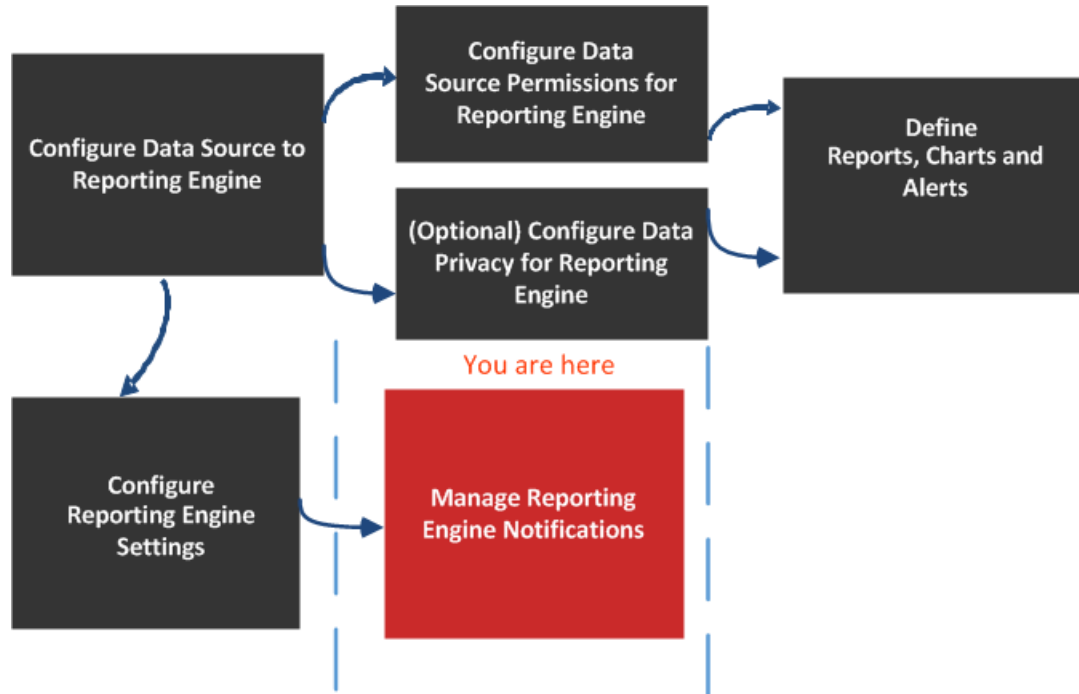 Configure Data Source to
Reporting Engine
Configure Data
Source Permissions for
Reporting Engine
(Optional) Configure Data
Privacy for Reporting
Engine
Define
Reports, Charts and
Alerts
You are here
Configure
Reporting Engine
Settings
Manage Reporting
Engine Notifications